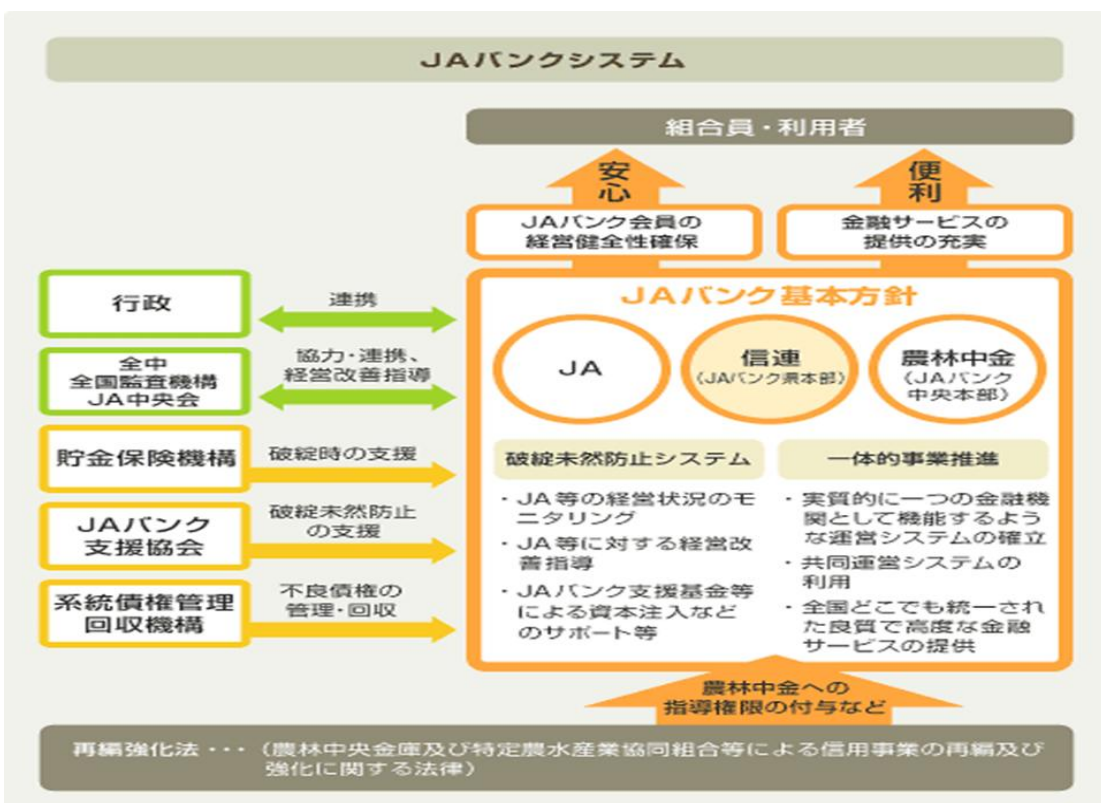 JAバンクシステム
組合員・利用者
安心
便利
JAバンク会員の
経営健全性確保
金融サービスの
提供の充実
行政
連携
全中
全国監査機構
JA中央会
協力・連携、
経営改善指導
貯金保険機構
破綻時の支援
JAバンク
支援協会
破綻未然防止
の支援
系統債権管理
回収機構
不良債権の
管理・回収
JAバンク基本方針
JA
信連
(JAバンク県本部)
農林中金
(JAバンク
中央本部)
破綻未然防止システム
・JA等の経営状況のモ
ニタリング
・JA等に対する経営改
善指導
・JAバンク支援基金等
による資本注入など
のサポート等
一体的事業推進
・実質的に一つの金融機
関として機能するよう
な運営システムの確立
・共同運営システムの
利用
・全国どこでも統一され
た良質で高度な金融
サービスの提供
農林中金への
指導権限の付与など
再編強化法・・・(農林中央金庫及び特定農水産業協同組合等による信用事業の再編及び
強化に関する法律)